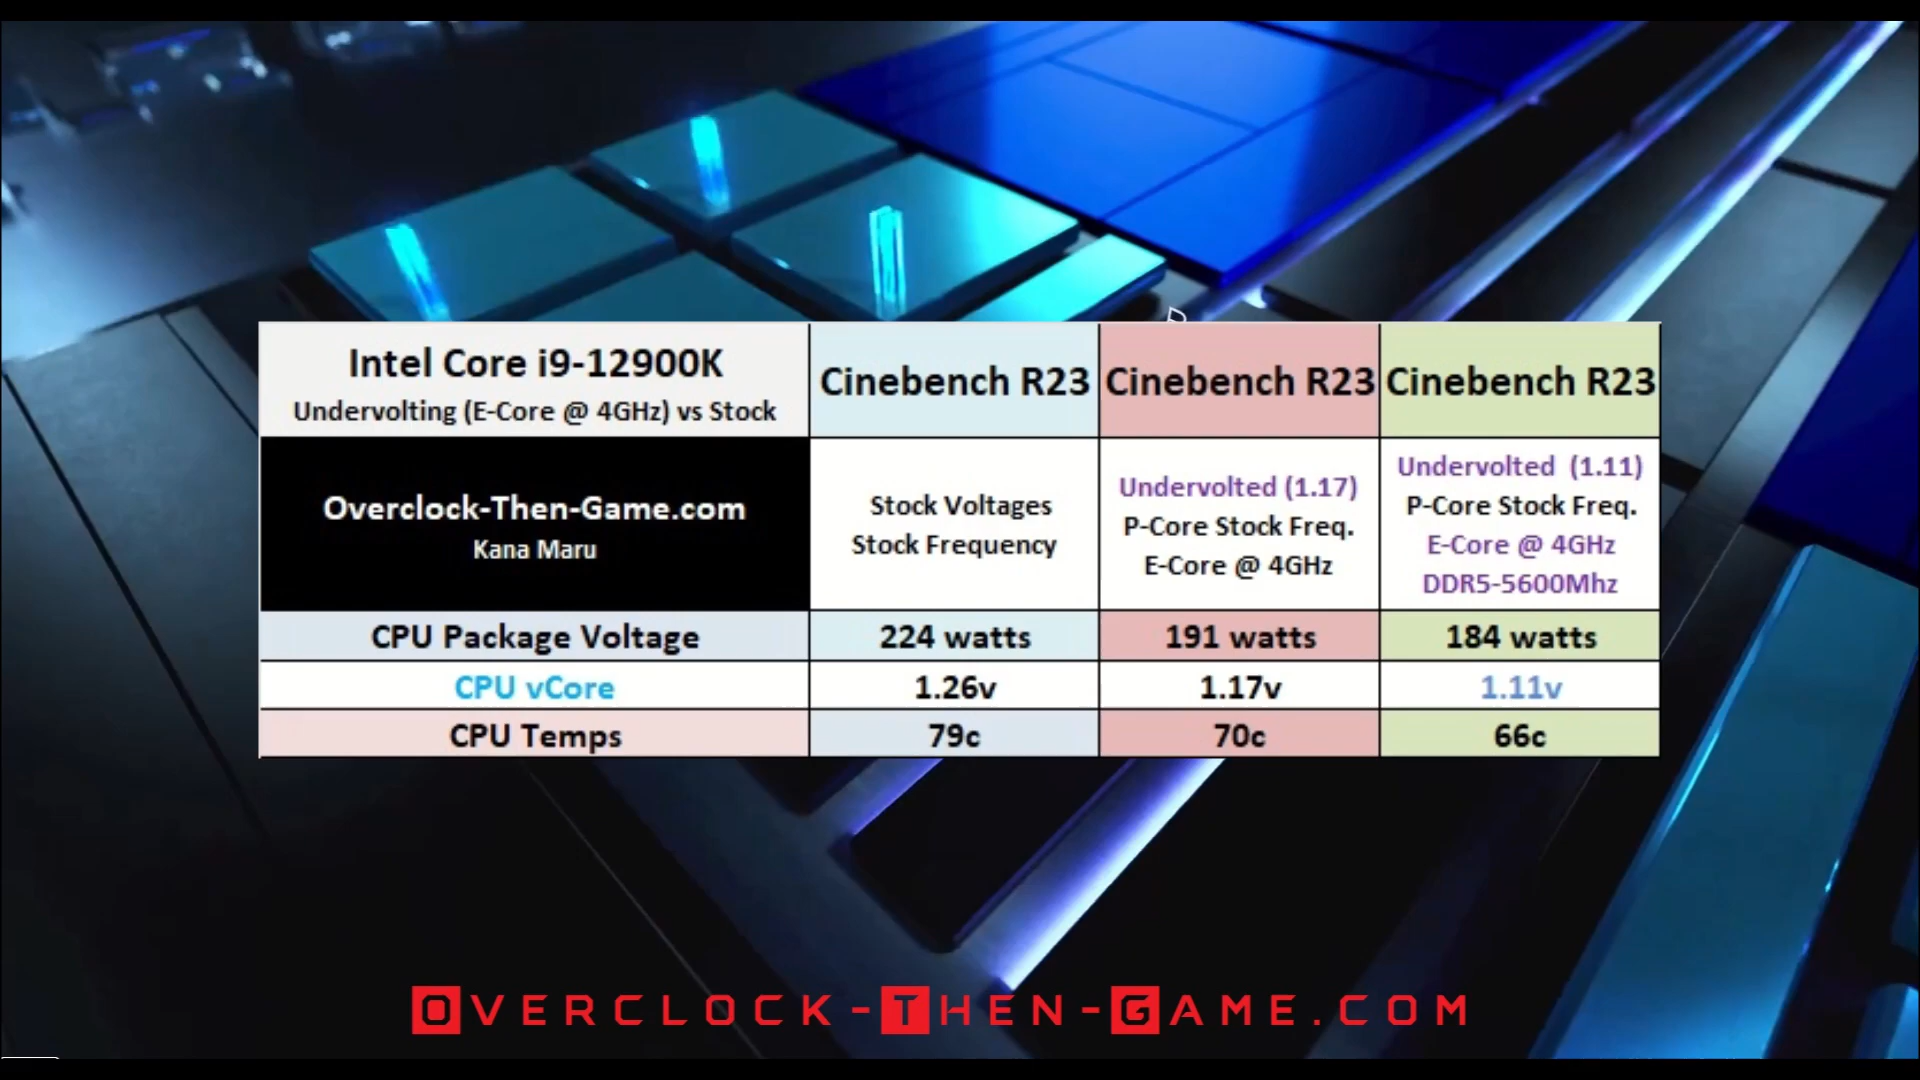 Intel Core i9-12900K
Undervolting (E-Core @ 4GHz) vs Stock
Cinebench R23
Cinebench R23
Cinebench R23
Overclock-Then-Game.com
Kana Maru
Stock Voltages
Stock Frequency
Undervolted (1.17)
P-Core Stock Freq.
E-Core @ 4GHz
Undervolted (1.11)
P-Core Stock Freq.
E-Core @ 4GHz
DDR5-5600Mhz
CPU Package Voltage
224 watts
191 watts
184 watts
CPU vCore
1.26v
1.17v
1.11v
CPU Temps
79c
70c
66c
OVERCLOCK-THEN-GAME.COM